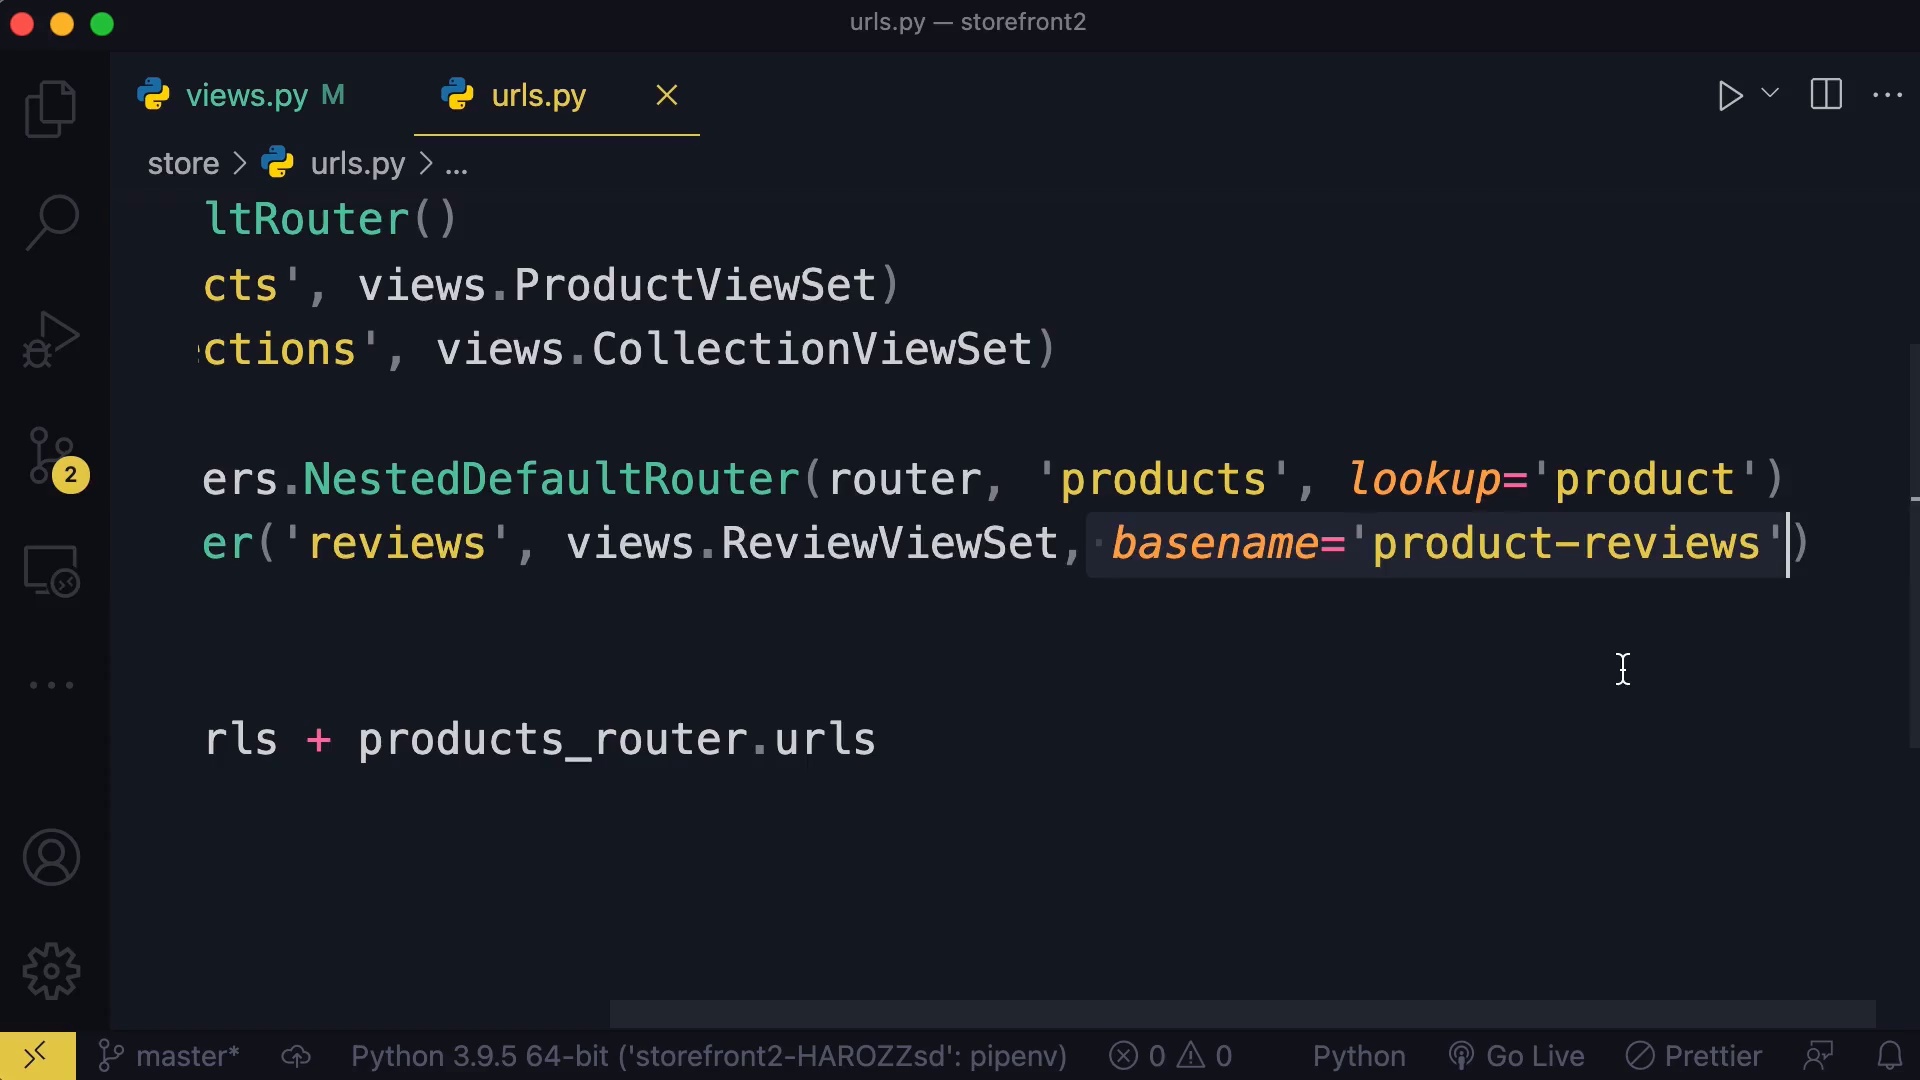 urls.py — storefront2
views.py M urls.py
store > urls.py > ...
ltRouter()
cts', views.ProductViewSet)
ctions', views.CollectionViewSet)
ers.NestedDefaultRouter(router, 'products', lookup='product')
er('reviews', views.ReviewViewSet, basename='product-reviews')
rls + products_router.urls
2
master* Python 3.9.5 64-bit ('storefront2-HAROZZsd': pipenv) 0 0 Python Go Live Prettier